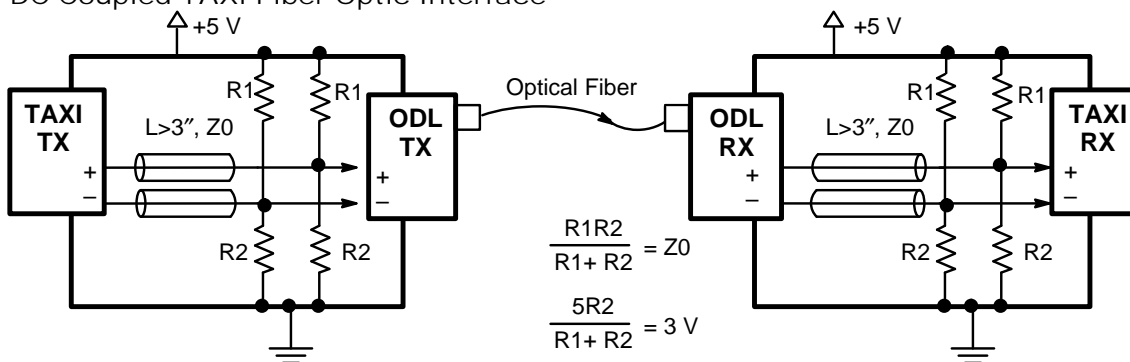 DC Coupled TAXI Fiber Optic Interface
+5 V
+5 V
R1
R1
Optical Fiber
R1
R1
TAXI
TX
L>3″, Z0
ODL
TX
ODL
RX
L>3″, Z0
TAXI
RX
+
–
+
–
+
–
+
–
R2
R2
R1R2
R1+ R2
= Z0
R2
R2
5R2
R1+ R2
= 3 V